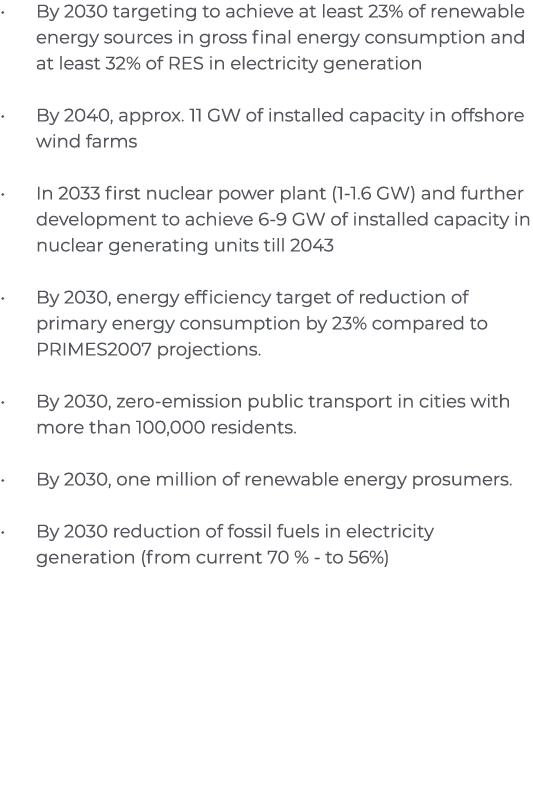 • By 2030 targeting to achieve at least 23% of renewable
energy sources in gross final energy consumption and
at least 32% of RES in electricity generation
• By 2040, approx. 11 GW of installed capacity in offshore
wind farms
• In 2033 first nuclear power plant (1-1.6 GW) and further
development to achieve 6-9 GW of installed capacity in
nuclear generating units till 2043
• By 2030, energy efficiency target of reduction of
primary energy consumption by 23% compared to
PRIMES2007 projections.
• By 2030, zero-emission public transport in cities with
more than 100,000 residents.
• By 2030, one million of renewable energy prosumers.
• By 2030 reduction of fossil fuels in electricity
generation (from current 70 % - to 56%)